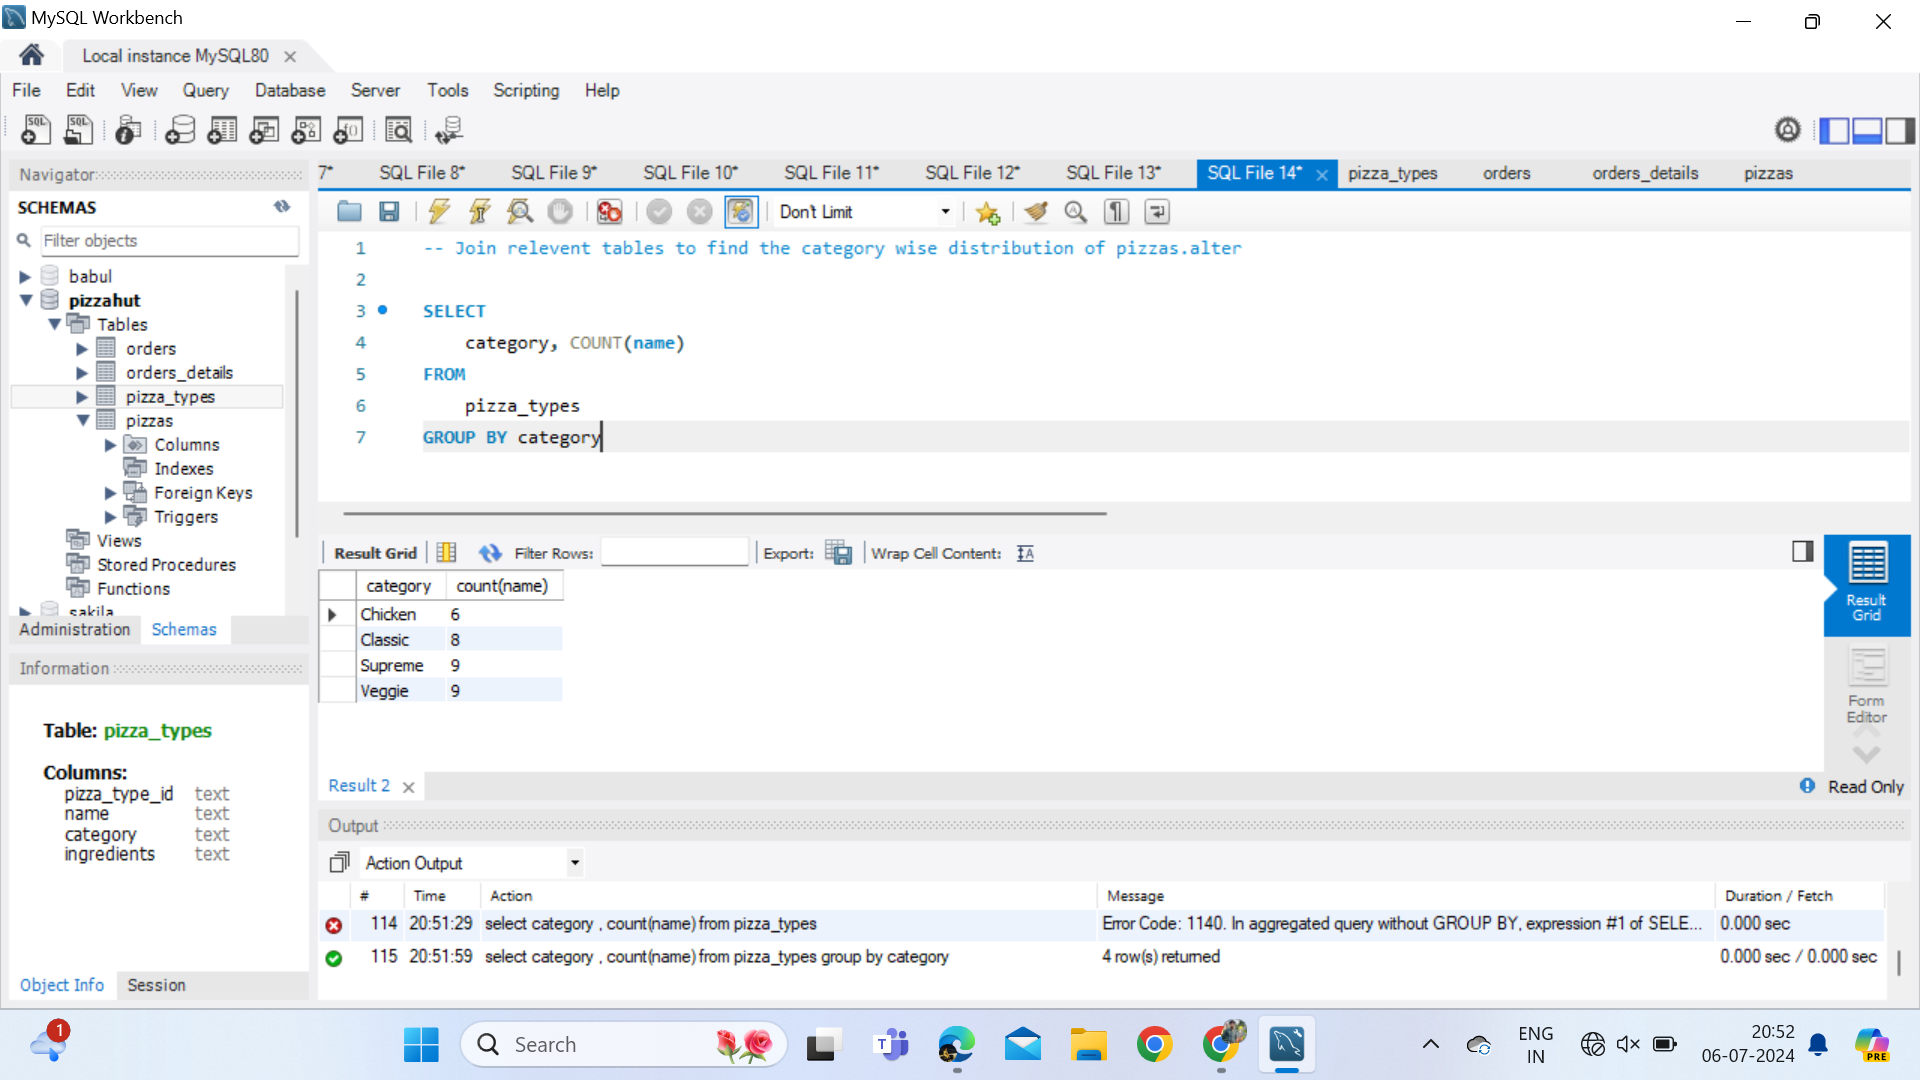 MySQL Workbench
Local instance MySQL80
File Edit View Query Database Server Tools Scripting Help
Navigator
SCHEMAS
Filter objects
babul
pizzahut
Tables
orders
orders_details
pizza_types
pizzas
Columns
Indexes
Foreign Keys
Triggers
Views
Stored Procedures
Functions
sakila
Administration Schemas
Information
Table: pizza_types
Columns:
pizza_type_id text
name text
category text
ingredients text
Object Info Session
7* SQL File 8* SQL File 9* SQL File 10* SQL File 11* SQL File 12* SQL File 13* SQL File 14* pizza_types orders orders_details pizzas
Don't Limit
1 -- Join relevent tables to find the category wise distribution of pizzas.alter
2
3 SELECT
4 category, COUNT(name)
5 FROM
6 pizza_types
7 GROUP BY category
Result Grid Filter Rows: Export: Wrap Cell Content:
category count(name)
Chicken 6
Classic 8
Supreme 9
Veggie 9
Result
Grid
Form
Editor
Result 2
Read Only
Output
Action Output
# Time Action Message Duration / Fetch
114 20:51:29 select category , count(name) from pizza_types Error Code: 1140. In aggregated query without GROUP BY, expression #1 of SELE... 0.000 sec
115 20:51:59 select category , count(name) from pizza_types group by category 4 row(s) returned 0.000 sec / 0.000 sec
1
Search
T
PRE
ENG
IN
20:52
06-07-2024